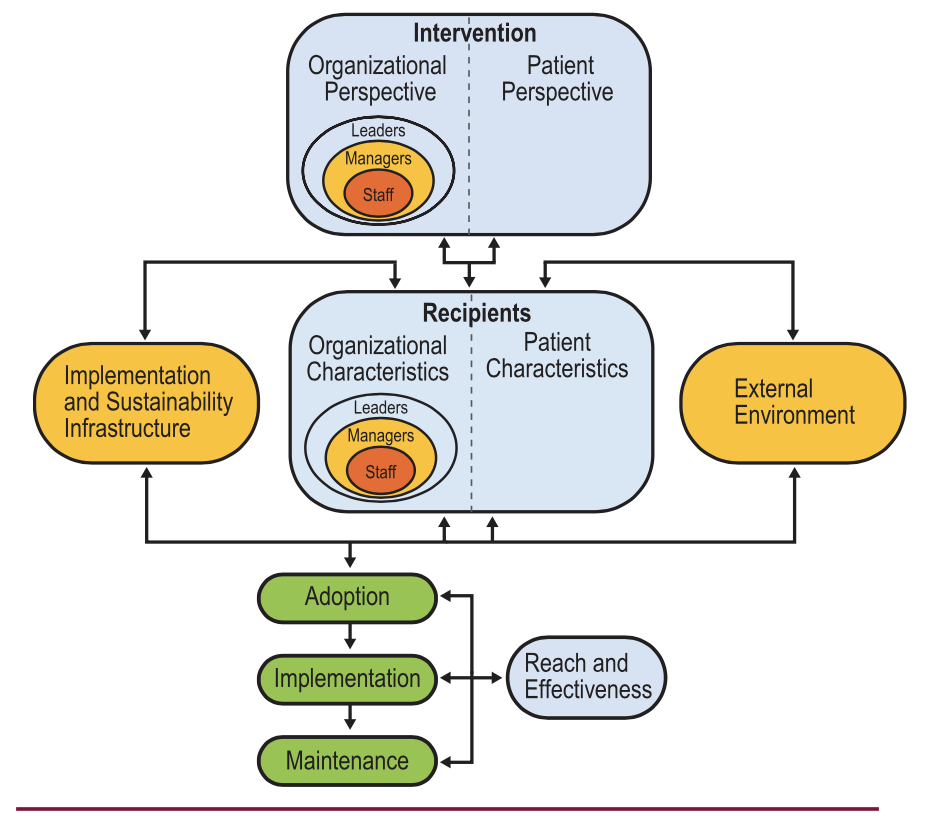 Intervention
Organizational
Perspective
Patient
Perspective
Leaders
Managers
Staff
Recipients
Organizational
Characteristics
Patient
Characteristics
Leaders
Managers
Staff
Implementation
and Sustainability
Infrastructure
External
Environment
Adoption
Implementation
Maintenance
Reach and
Effectiveness